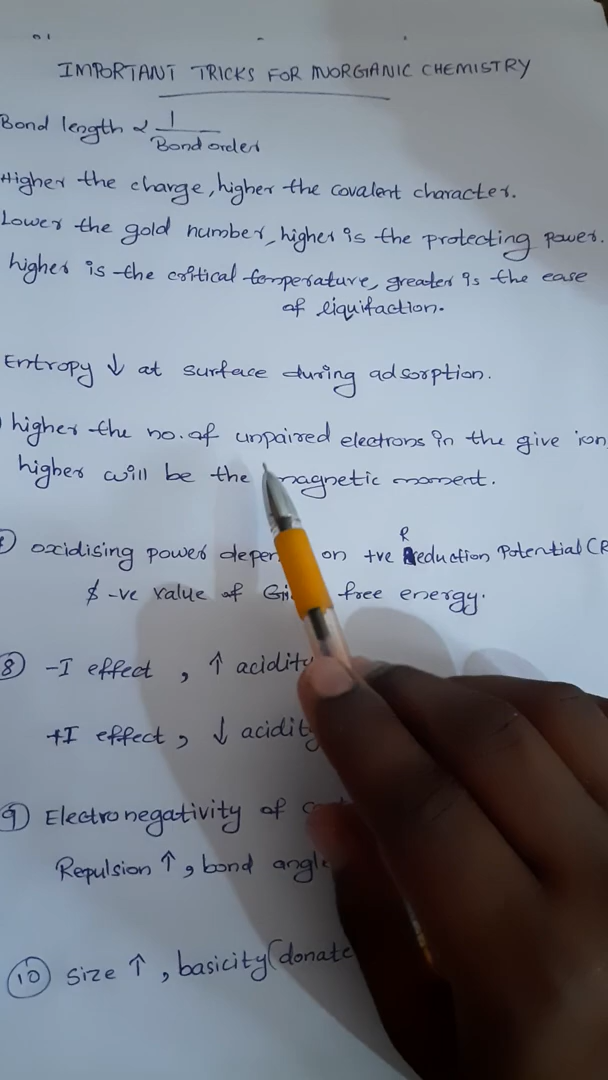 IMPORTANT TRICKS FOR INORGANIC CHEMISTRY
Bond length ∝ 1
Bond order
Higher the charge, higher the covalent character.
Lower the gold number, higher is the protecting power.
higher is the critical temperature, greater is the ease
of liquifaction.
Entropy ↓ at surface during adsorption.
higher the no. of unpaired electrons in the give ion,
higher will be the magnetic moment.
oxidising power depen on +ve Reduction Potential (R
& -ve value of free energy.
8 -I effect, ↑ acidity
+I effect, ↓ acidity
9 Electronegativity of
Repulsion ↑, bond angle
10 Size ↑, basicity (donate